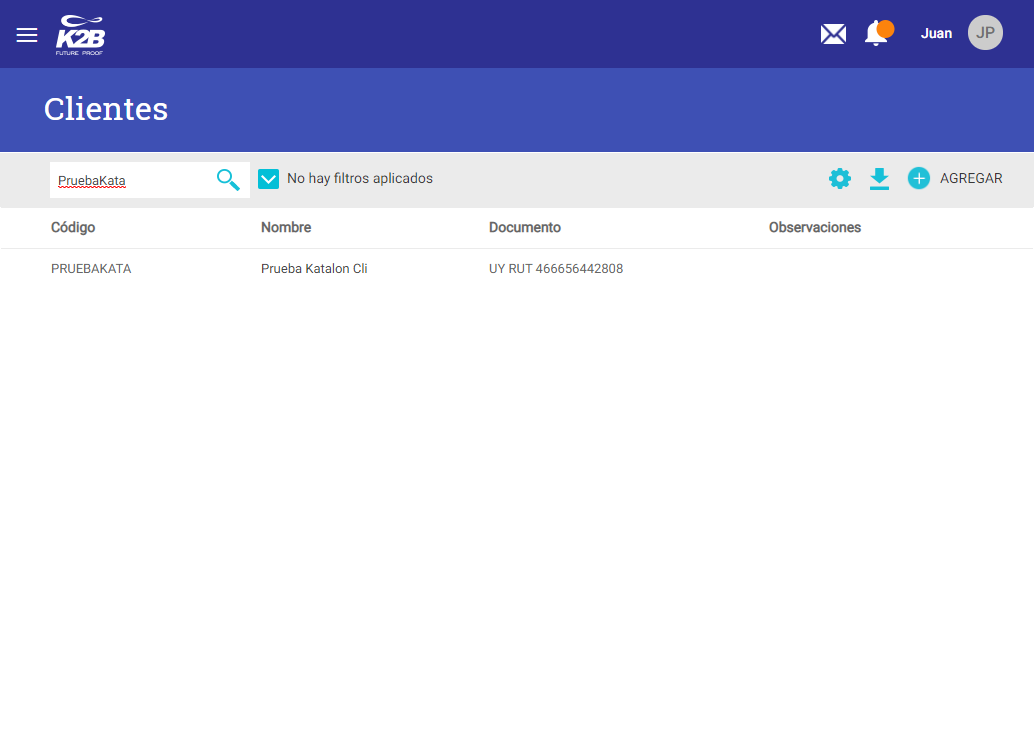 K2B
FUTURE PROOF
Juan
JP
Clientes
PruebaKata
No hay filtros aplicados
AGREGAR
Código Nombre Documento Observaciones
PRUEBAKATA Prueba Katalon Cli UY RUT 466656442808